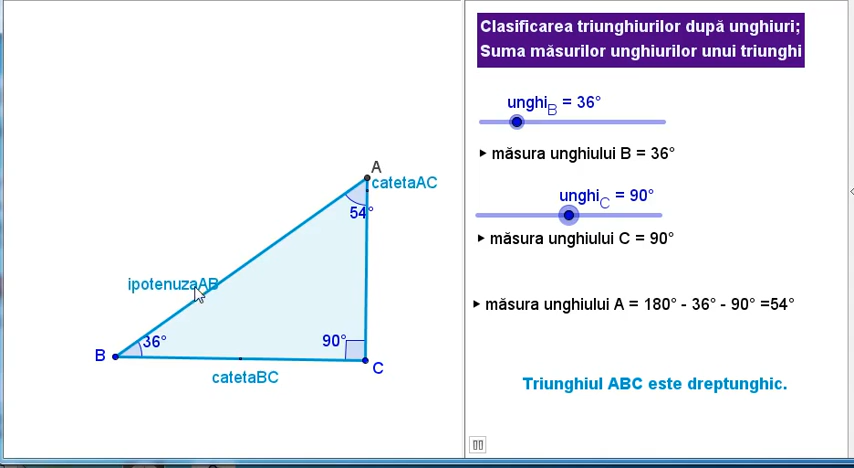 Clasificarea triunghiurilor după unghiuri;
Suma măsurilor unghiurilor unui triunghi
unghiB = 36°
măsura unghiului B = 36°
unghiC = 90°
măsura unghiului C = 90°
măsura unghiului A = 180° - 36° - 90° =54°
Triunghiul ABC este dreptunghic.
A
catetaAC
54°
ipotenuzaAB
36°
90°
B
C
catetaBC